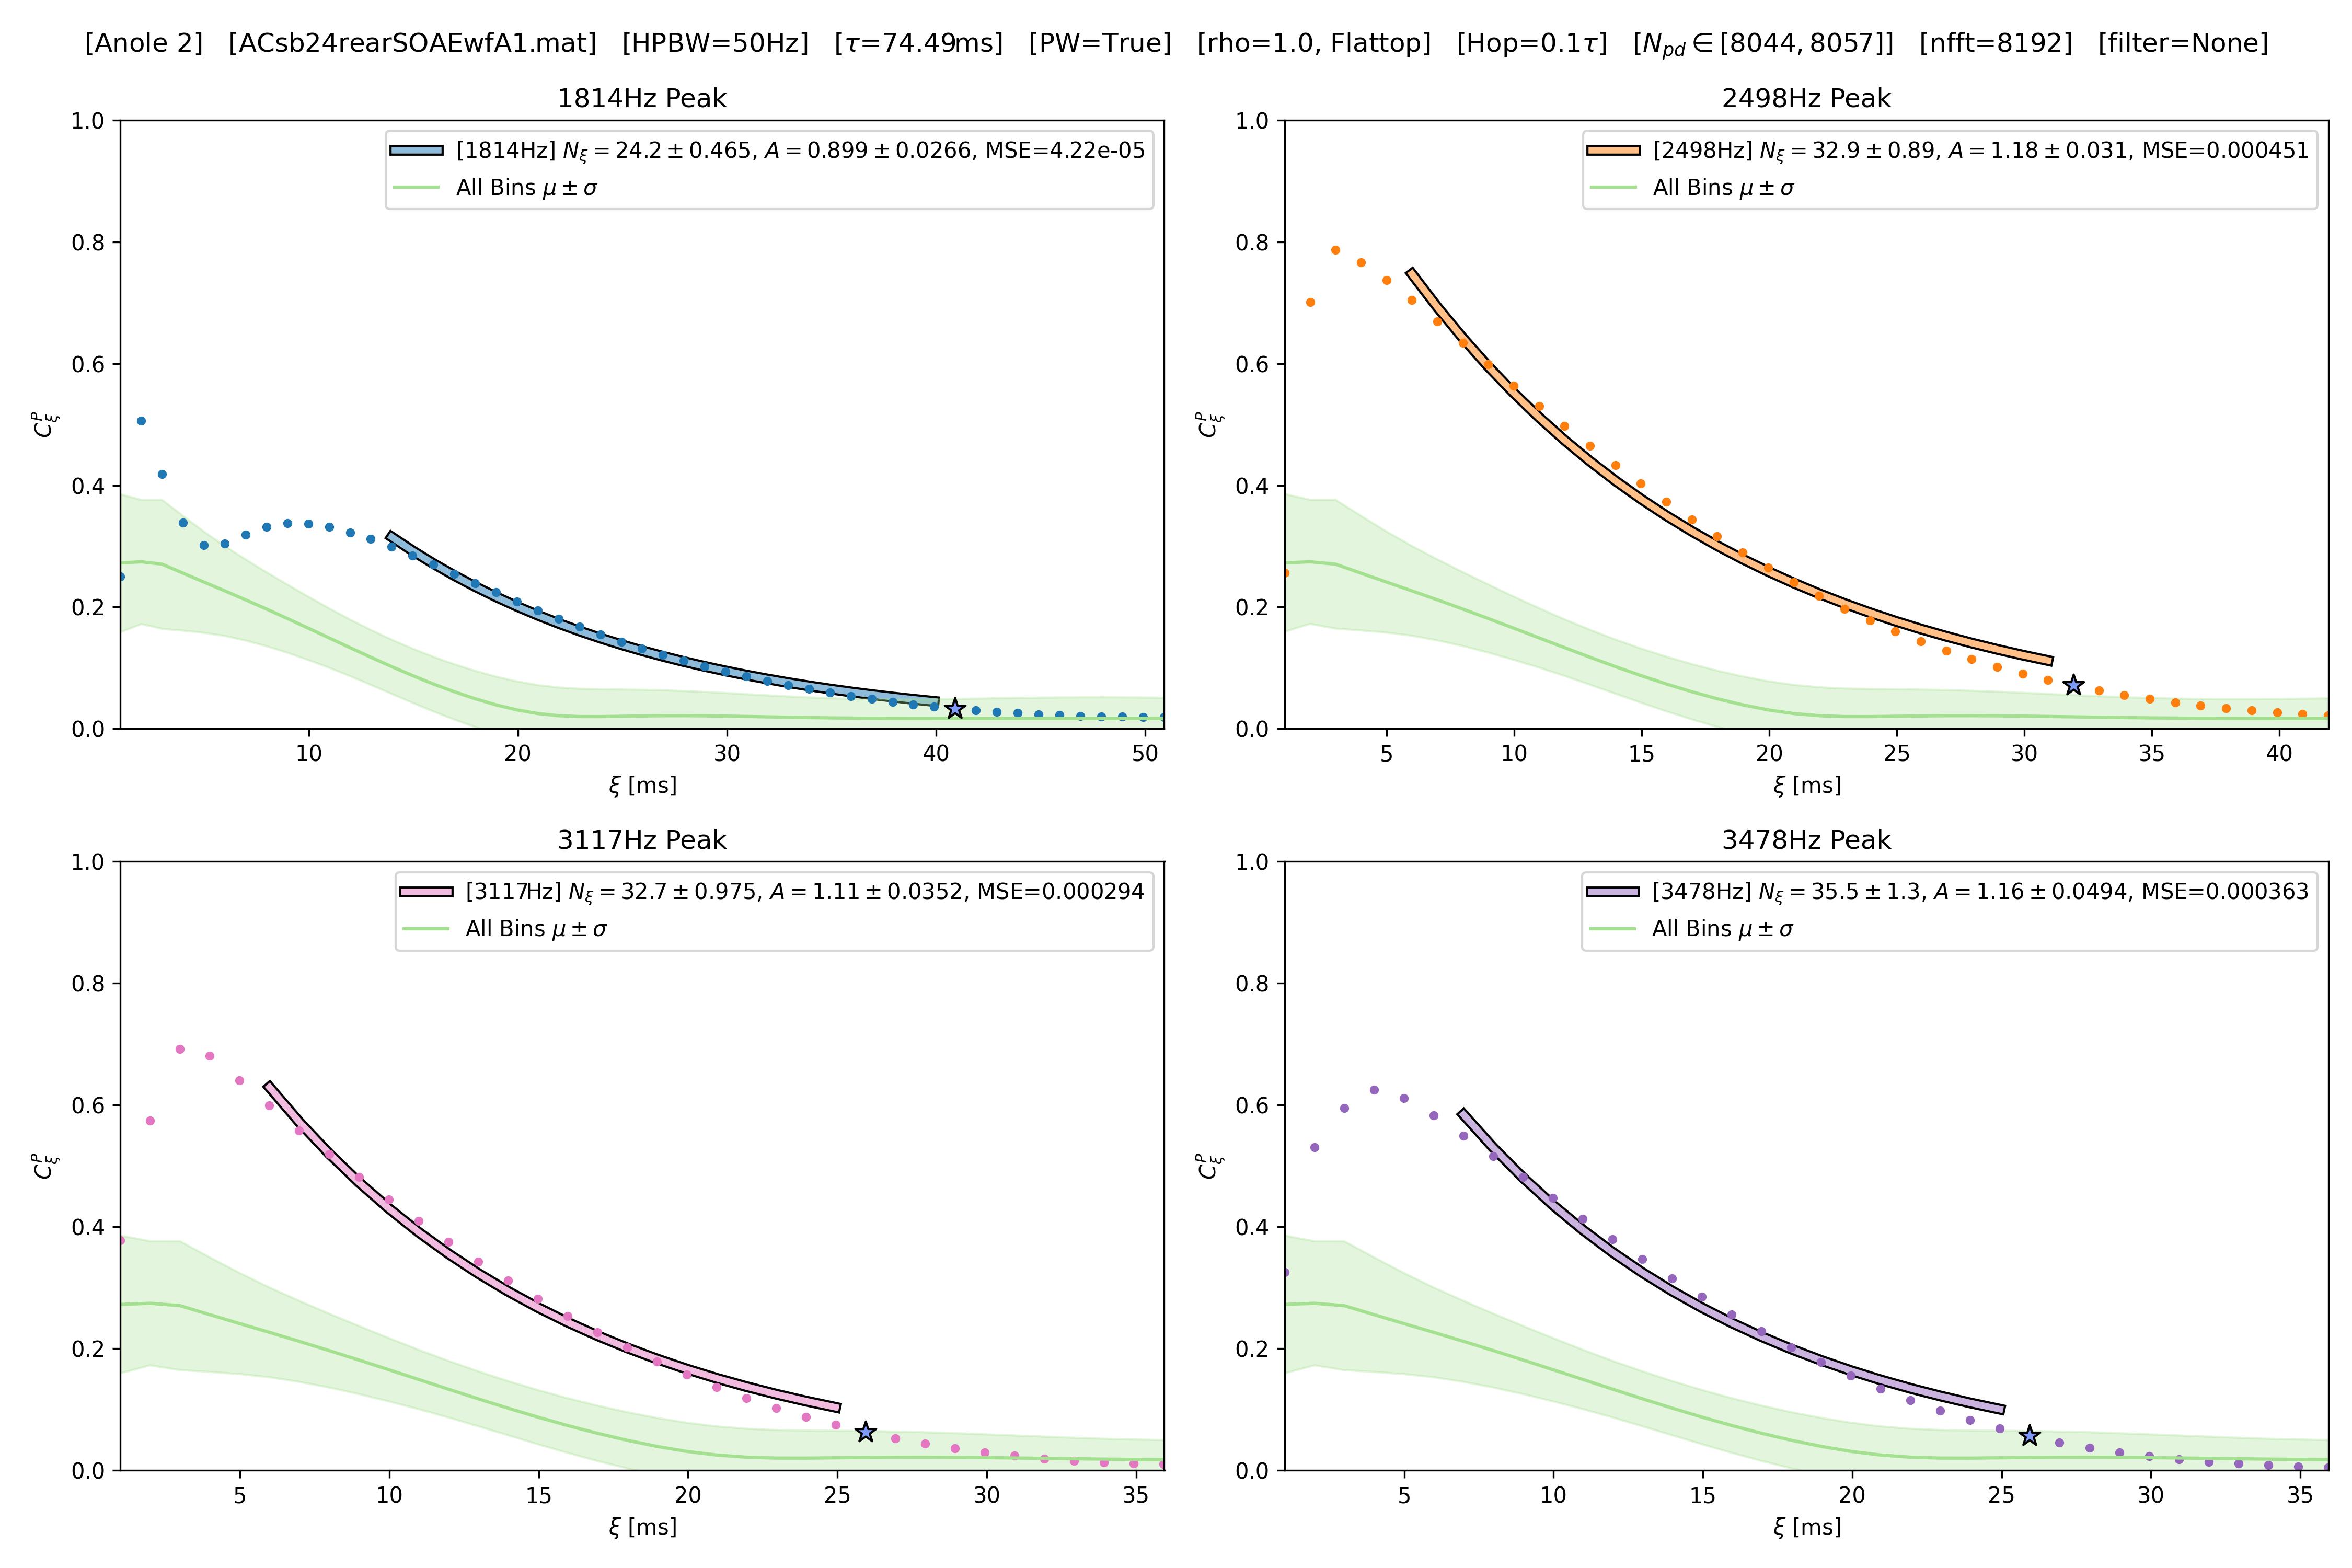 [Anole 2] [ACsb24rearSOAEwfA1.mat] [HPBW=50Hz] [τ=74.49ms] [PW=True] [rho=1.0, Flattop] [Hop=0.1τ] [N_pd ∈ [8044, 8057]] [nfft=8192] [filter=None]
1814Hz Peak
[1814Hz] N_ξ = 24.2 ± 0.465, A = 0.899 ± 0.0266, MSE=4.22e-05
All Bins μ ± σ
1.0
0.8
0.6
0.4
0.2
0.0
C_ξ^P
10 20 30 40 50
ξ [ms]
2498Hz Peak
[2498Hz] N_ξ = 32.9 ± 0.89, A = 1.18 ± 0.031, MSE=0.000451
All Bins μ ± σ
1.0
0.8
0.6
0.4
0.2
0.0
C_ξ^P
5 10 15 20 25 30 35 40
ξ [ms]
3117Hz Peak
[3117Hz] N_ξ = 32.7 ± 0.975, A = 1.11 ± 0.0352, MSE=0.000294
All Bins μ ± σ
1.0
0.8
0.6
0.4
0.2
0.0
C_ξ^P
5 10 15 20 25 30 35
ξ [ms]
3478Hz Peak
[3478Hz] N_ξ = 35.5 ± 1.3, A = 1.16 ± 0.0494, MSE=0.000363
All Bins μ ± σ
1.0
0.8
0.6
0.4
0.2
0.0
C_ξ^P
5 10 15 20 25 30 35
ξ [ms]